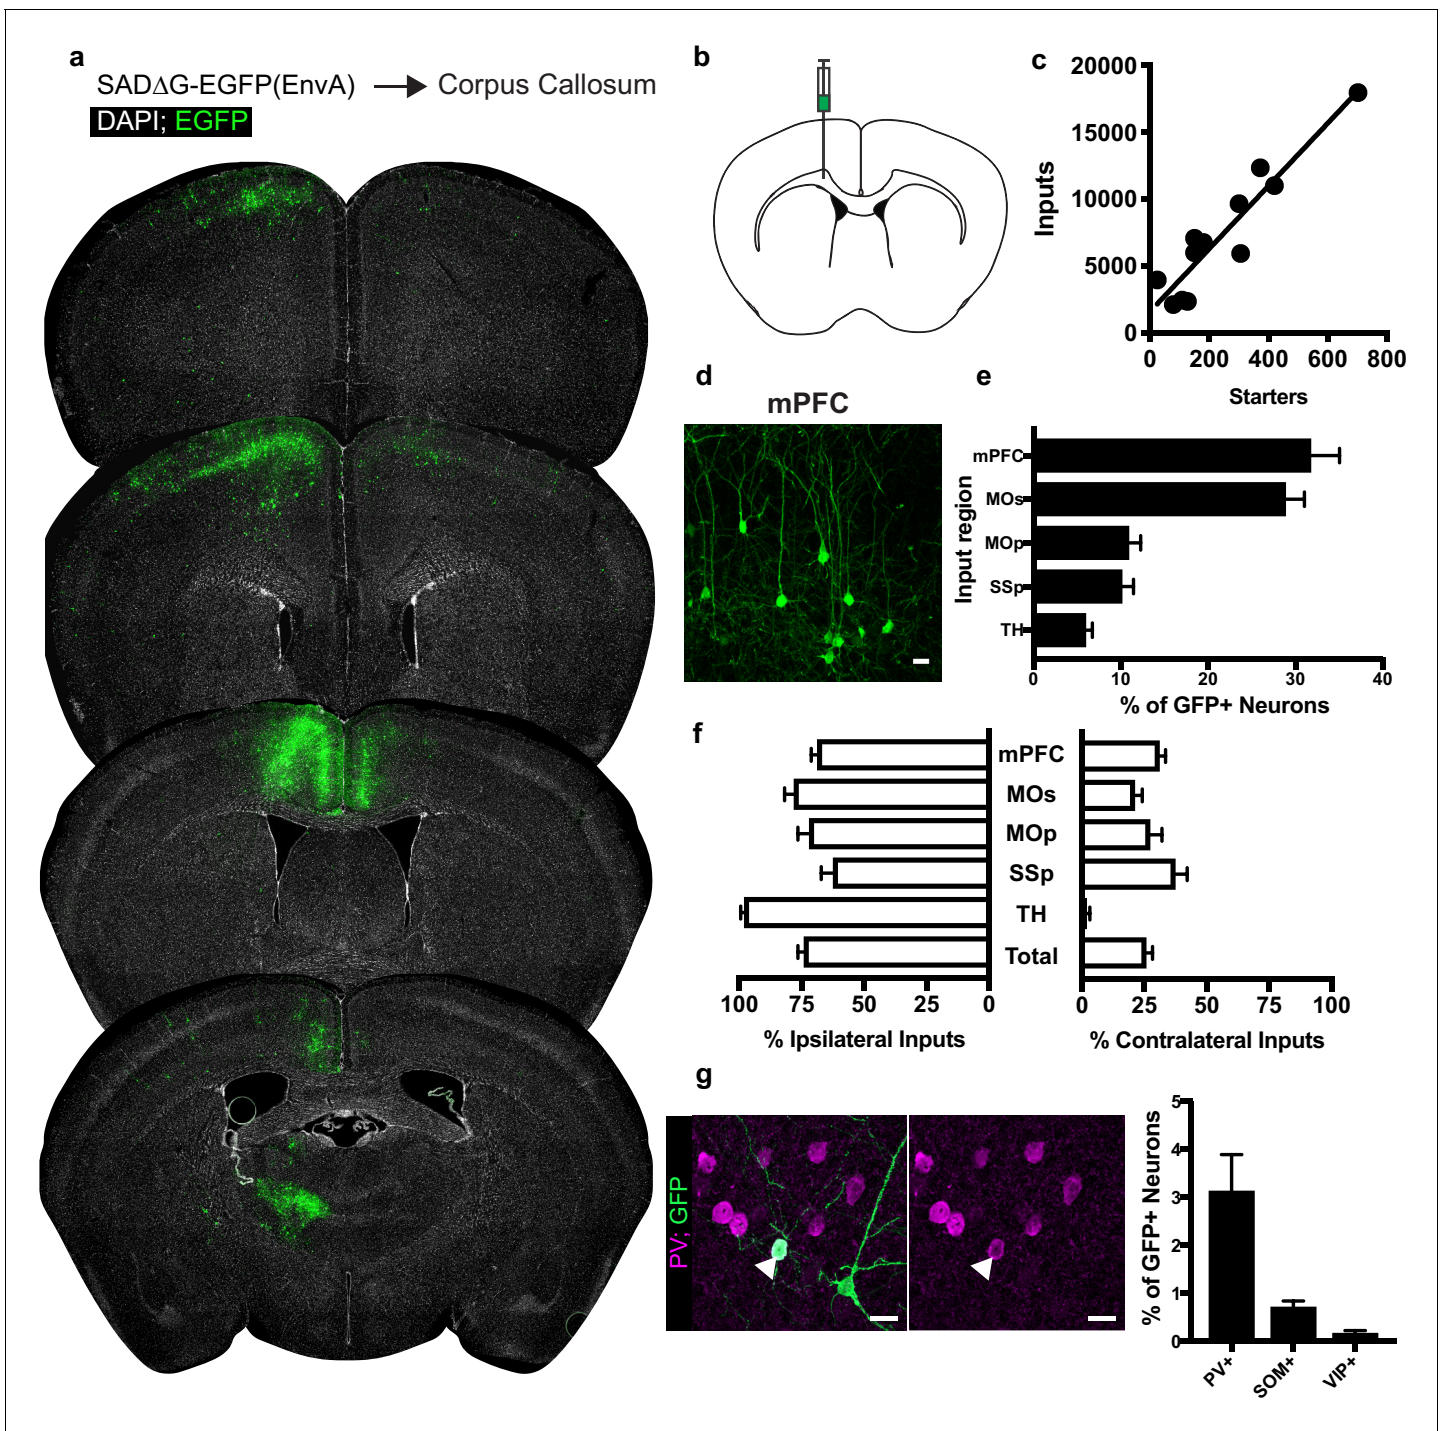 a
SADΔG-EGFP(EnvA) → Corpus Callosum
DAPI; EGFP
b
c
20000
15000
10000
5000
0
Inputs
0 200 400 600 800
Starters
d
mPFC
e
Input region
mPFC
MOs
MOp
SSp
TH
0 10 20 30 40
% of GFP+ Neurons
f
mPFC
MOs
MOp
SSp
TH
Total
100 75 50 25 0
% Ipsilateral Inputs
0 25 50 75 100
% Contralateral Inputs
g
PV; GFP
% of GFP+ Neurons
5
4
3
2
1
0
PV+ SOM+ VIP+